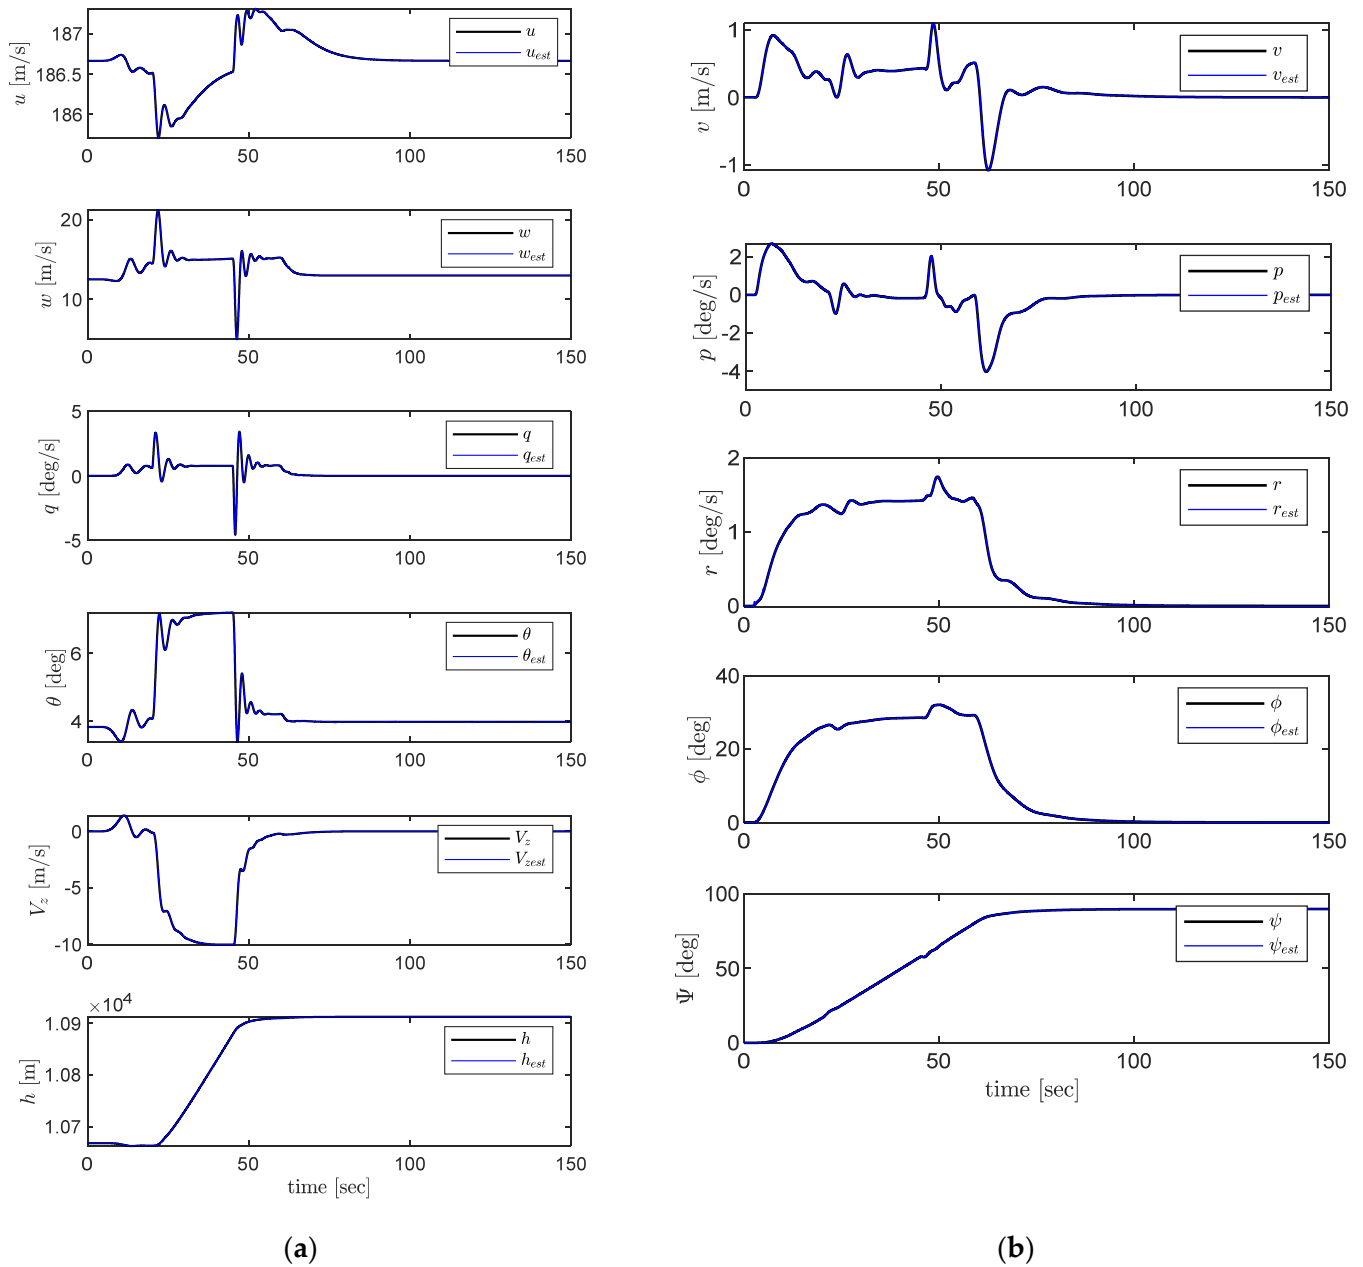 187
186.5
186
u [m/s]
u
u_est
0
50
100
150
20
10
w [m/s]
w
w_est
0
50
100
150
5
0
-5
q [deg/s]
q
q_est
0
50
100
150
6
4
θ [deg]
θ
θ_est
0
50
100
150
0
-5
-10
V_z [m/s]
V_z
V_zest
0
50
100
150
×10^4
1.09
1.08
1.07
h [m]
h
h_est
0
50
100
150
time [sec]
(a)
1
0
-1
v [m/s]
v
v_est
0
50
100
150
2
0
-2
-4
p [deg/s]
p
p_est
0
50
100
150
2
1
0
r [deg/s]
r
r_est
0
50
100
150
40
20
0
ϕ [deg]
ϕ
ϕ_est
0
50
100
150
100
50
0
Ψ [deg]
ψ
ψ_est
0
50
100
150
time [sec]
(b)